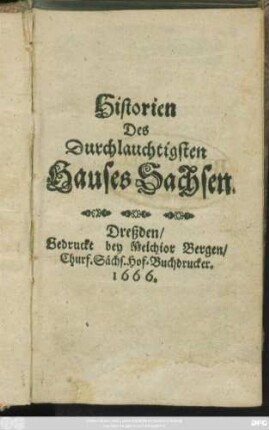 Historien
Des
Durchlauchtigsten
Hauses Sachsen.
Dreßden/
Gedruckt bey Melchior Bergen/
Churf. Sächs. Hof-Buchdrucker.
1666.